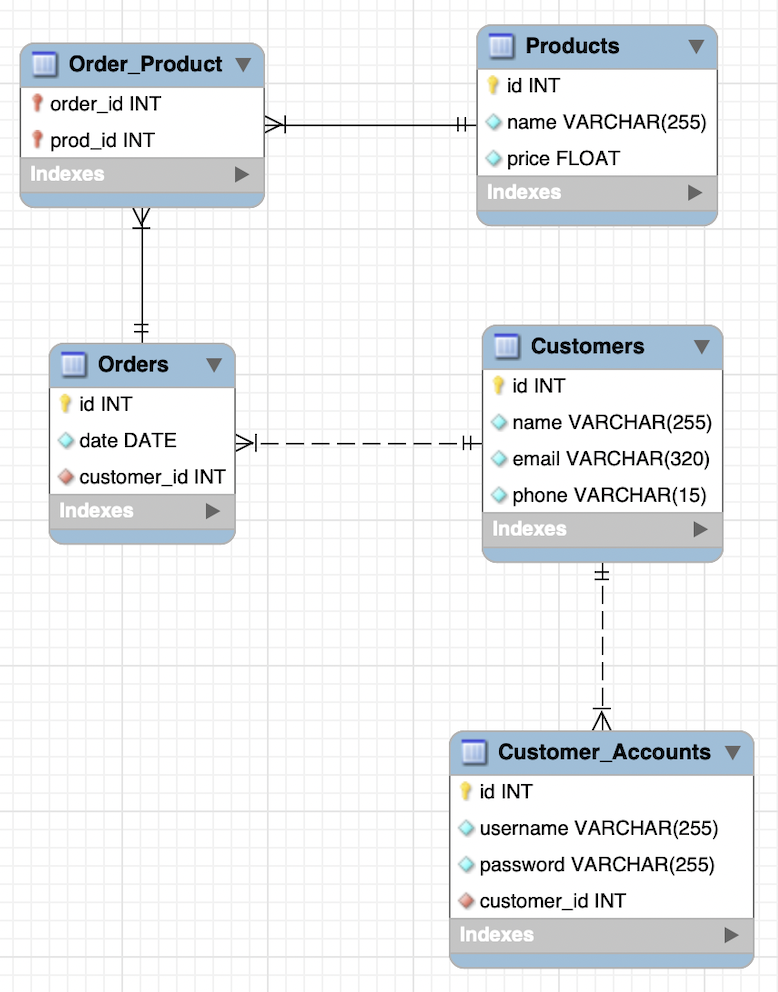 Order_Product
order_id INT
prod_id INT
Indexes
Products
id INT
name VARCHAR(255)
price FLOAT
Indexes
Orders
id INT
date DATE
customer_id INT
Indexes
Customers
id INT
name VARCHAR(255)
email VARCHAR(320)
phone VARCHAR(15)
Indexes
Customer_Accounts
id INT
username VARCHAR(255)
password VARCHAR(255)
customer_id INT
Indexes